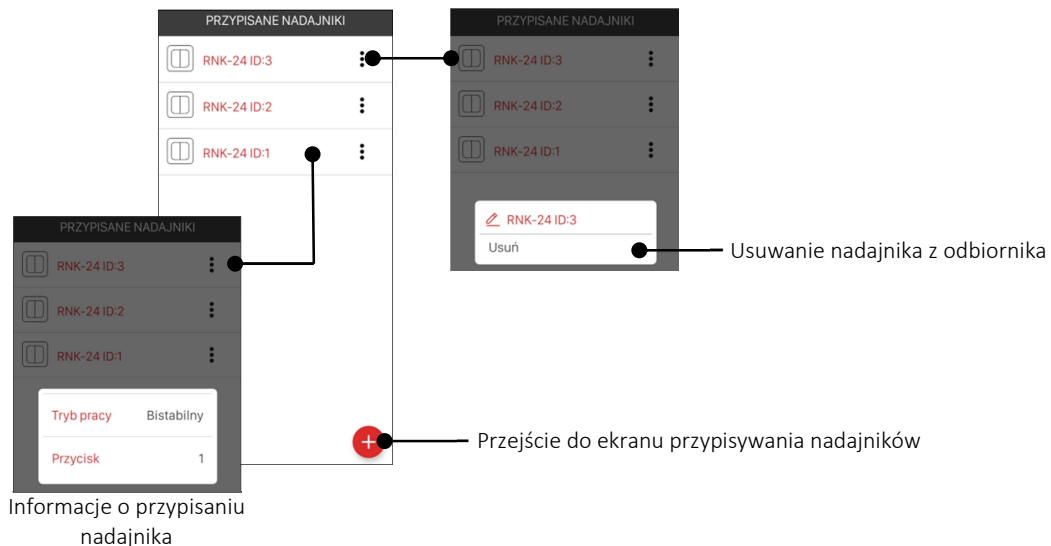 PRZYPISANE NADAJNIKI
RNK-24 ID:3
RNK-24 ID:2
RNK-24 ID:1
PRZYPISANE NADAJNIKI
RNK-24 ID:3
RNK-24 ID:2
RNK-24 ID:1
RNK-24 ID:3
Usuń
Usuwanie nadajnika z odbiornika
PRZYPISANE NADAJNIKI
RNK-24 ID:3
RNK-24 ID:2
RNK-24 ID:1
Tryb pracy Bistabilny
Przycisk 1
Przejście do ekranu przypisywania nadajników
Informacje o przypisaniu
nadajnika